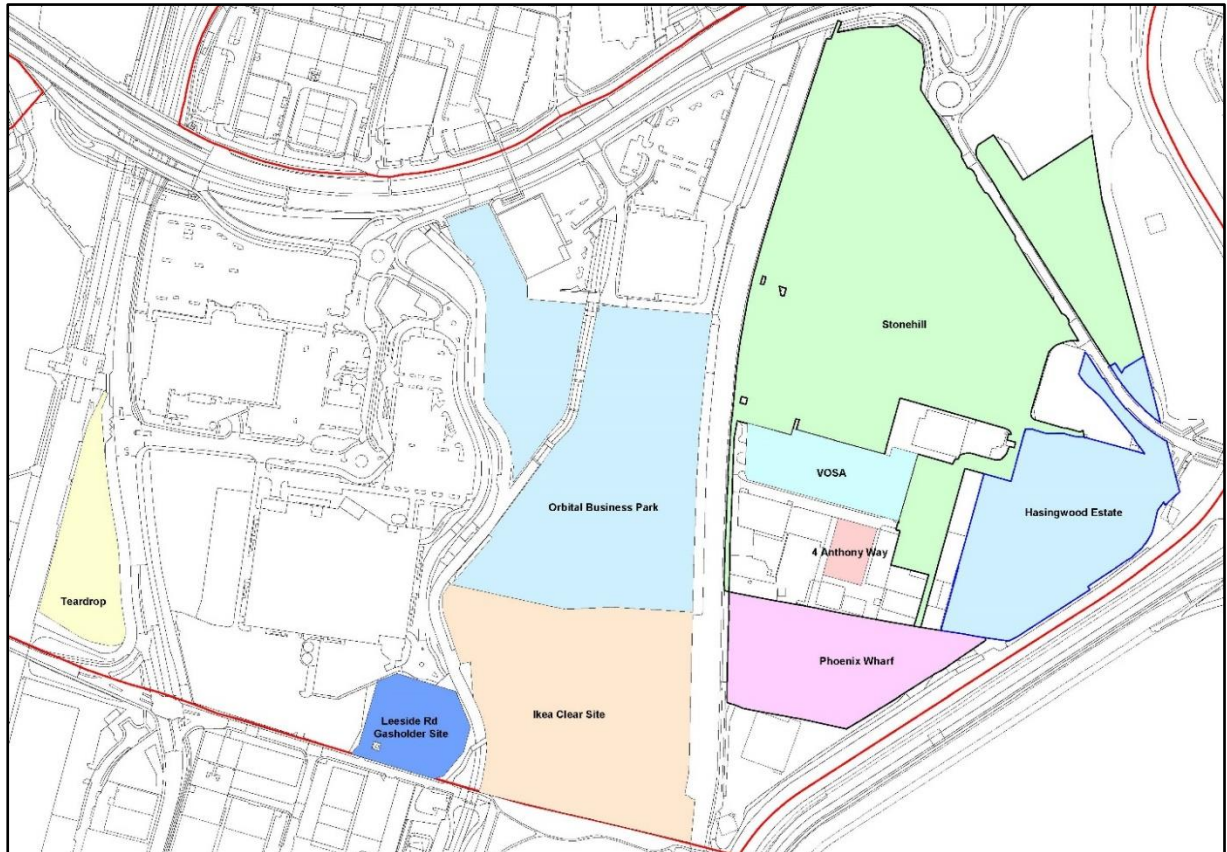 Stonehill
VOSA
Orbital Business Park
Hasingwood Estate
4 Anthony Way
Teardrop
Phoenix Wharf
Ikea Clear Site
Leeside Rd
Gasholder Site